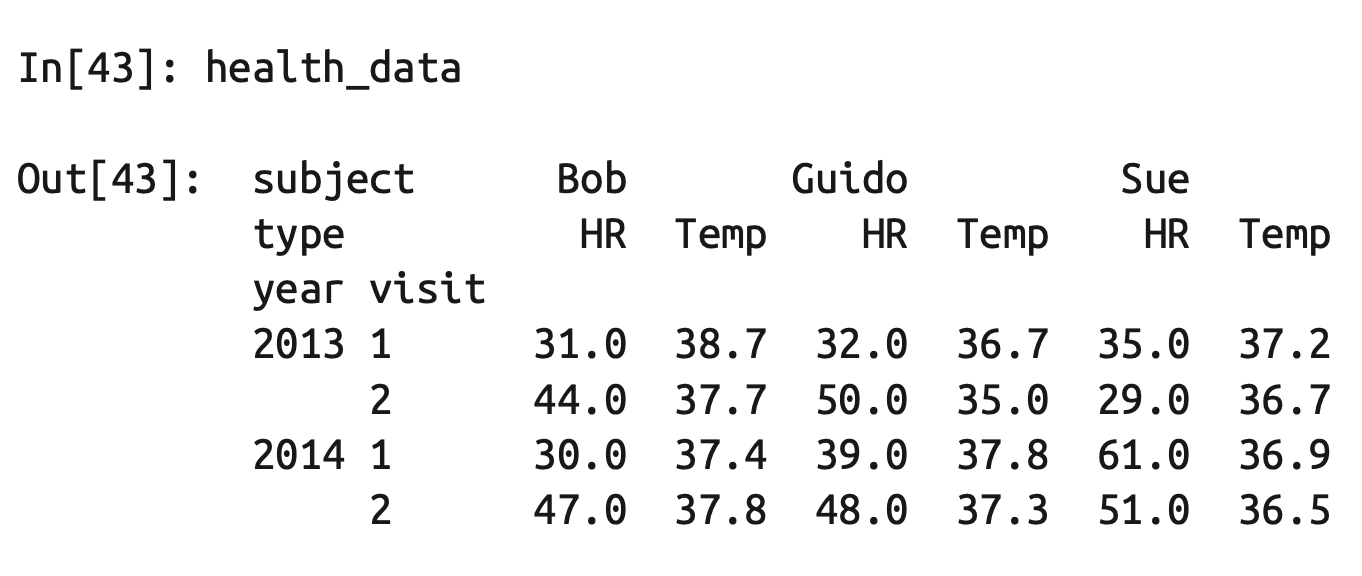 In[43]: health_data
Out[43]:  subject      Bob       Guido         Sue
          type          HR  Temp    HR  Temp    HR  Temp
          year visit
          2013 1      31.0  38.7  32.0  36.7  35.0  37.2
               2      44.0  37.7  50.0  35.0  29.0  36.7
          2014 1      30.0  37.4  39.0  37.8  61.0  36.9
               2      47.0  37.8  48.0  37.3  51.0  36.5